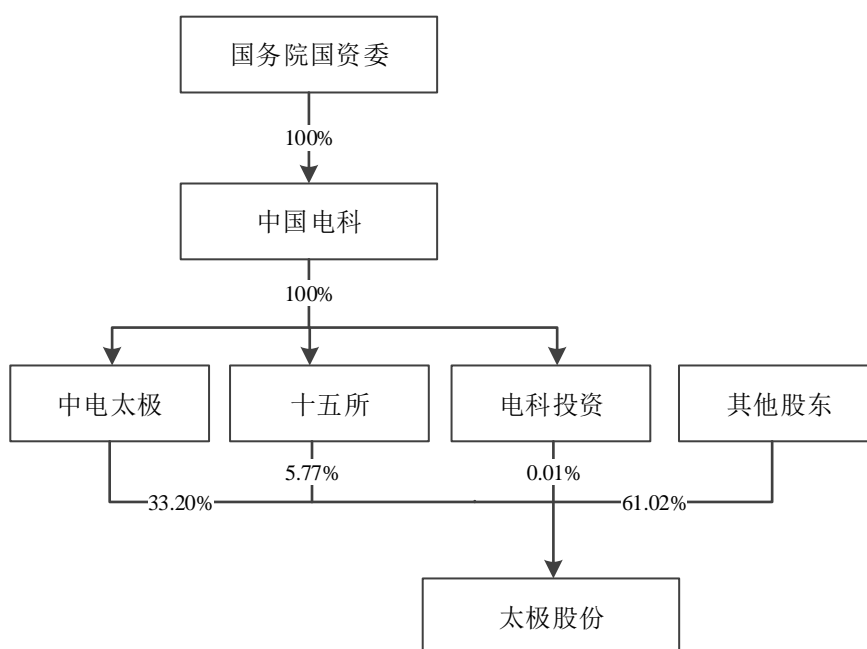 国务院国资委
100%
中国电科
100%
中电太极
十五所
电科投资
其他股东
5.77%
0.01%
33.20%
61.02%
太极股份